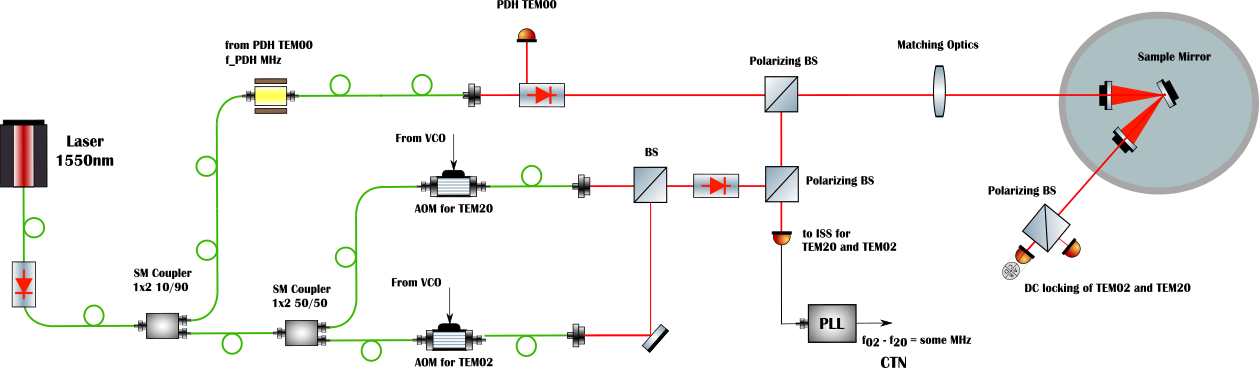 PDH TEM00
from PDH TEM00
f_PDH MHz
Laser
1550nm
Polarizing BS
Matching Optics
Sample Mirror
From VCO
AOM for TEM20
BS
Polarizing BS
to ISS for
TEM20 and TEM02
Polarizing BS
DC locking of TEM02 and TEM20
SM Coupler
1x2 10/90
SM Coupler
1x2 50/50
From VCO
AOM for TEM02
PLL
f02 - f20 = some MHz
CTN